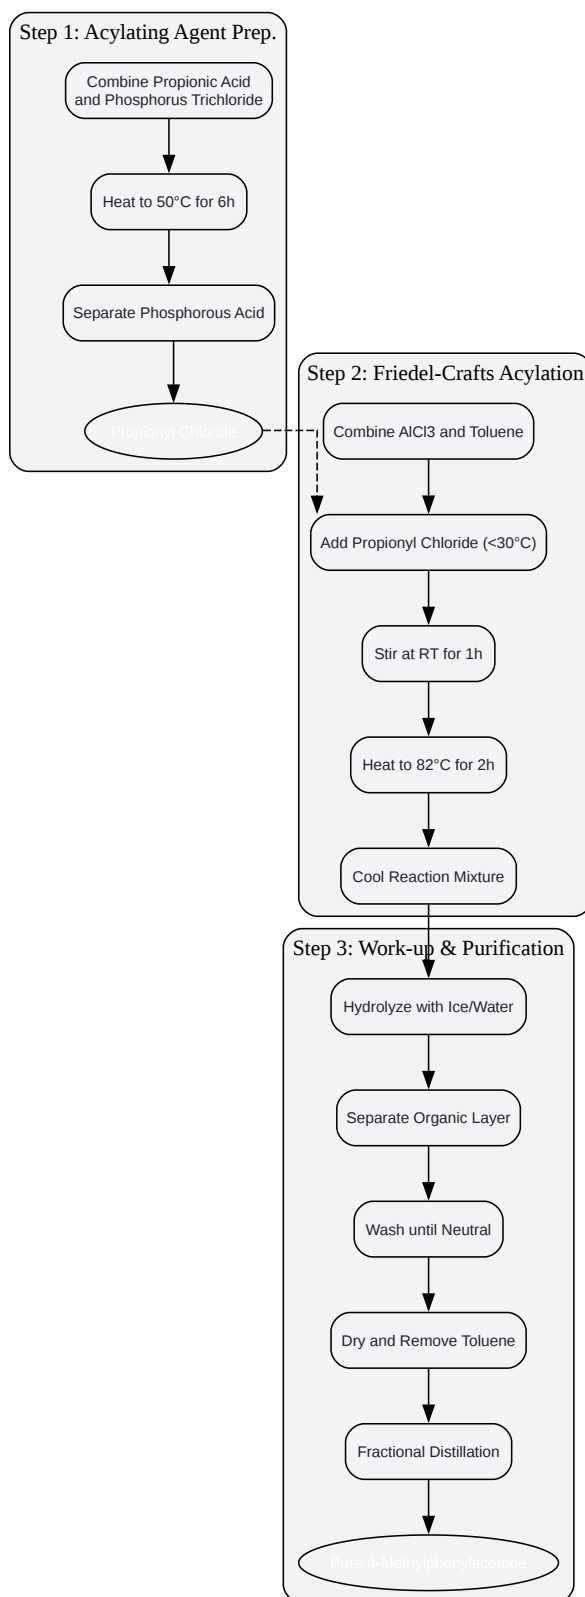 Step 1: Acylating Agent Prep.
Combine Propionic Acid
and Phosphorus Trichloride
Heat to 50°C for 6h
Separate Phosphorous Acid
Propionyl Chloride
Step 2: Friedel-Crafts Acylation
Combine AlCl3 and Toluene
Add Propionyl Chloride (<30°C)
Stir at RT for 1h
Heat to 82°C for 2h
Cool Reaction Mixture
Step 3: Work-up & Purification
Hydrolyze with Ice/Water
Separate Organic Layer
Wash until Neutral
Dry and Remove Toluene
Fractional Distillation
Pure 4-Methylphenylacetone